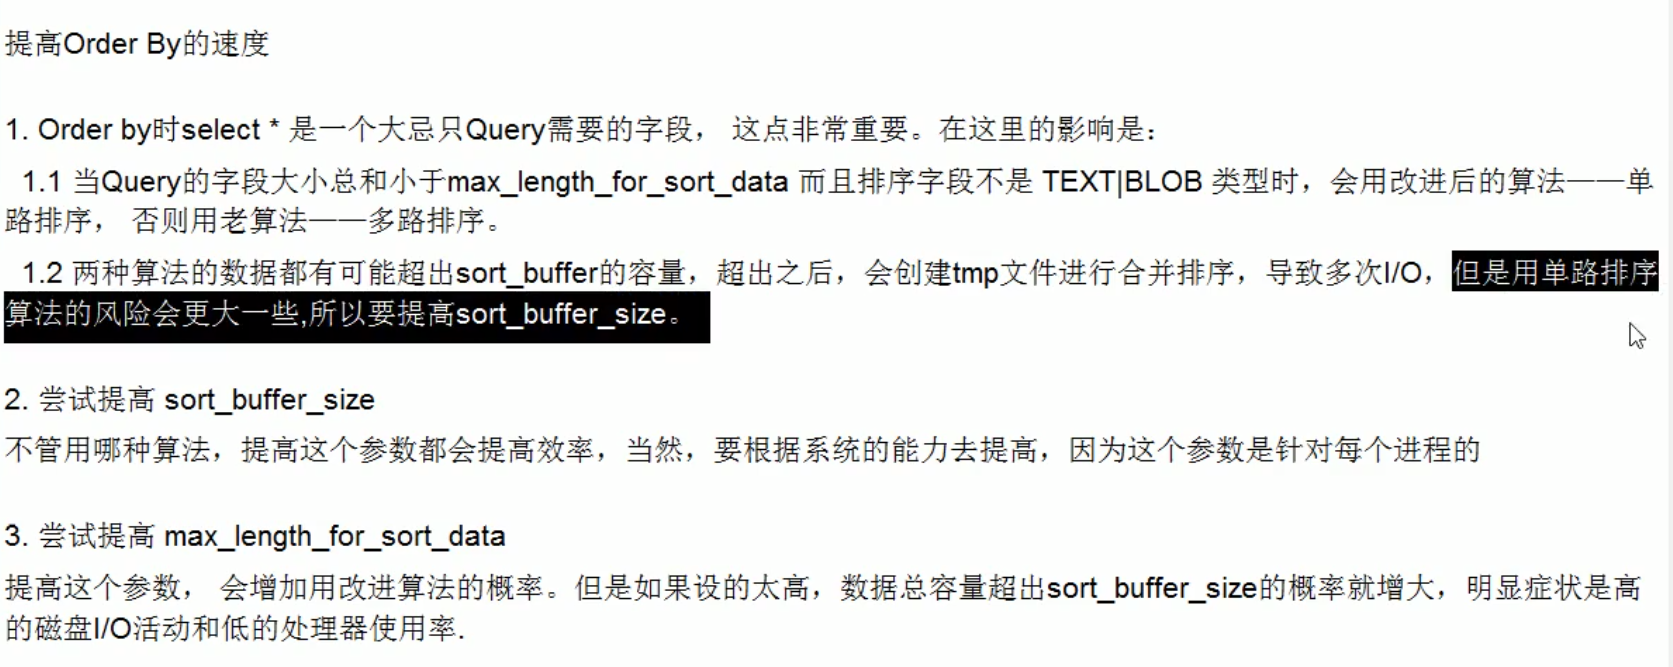 提高Order By的速度
1. Order by时select * 是一个大忌只Query需要的字段， 这点非常重要。在这里的影响是：
1.1 当Query的字段大小总和小于max_length_for_sort_data 而且排序字段不是 TEXT|BLOB 类型时，会用改进后的算法——单
路排序， 否则用老算法——多路排序。
1.2 两种算法的数据都有可能超出sort_buffer的容量，超出之后，会创建tmp文件进行合并排序，导致多次I/O，但是用单路排序
算法的风险会更大一些,所以要提高sort_buffer_size。
2. 尝试提高 sort_buffer_size
不管用哪种算法，提高这个参数都会提高效率，当然，要根据系统的能力去提高，因为这个参数是针对每个进程的
3. 尝试提高 max_length_for_sort_data
提高这个参数， 会增加用改进算法的概率。但是如果设的太高，数据总容量超出sort_buffer_size的概率就增大，明显症状是高
的磁盘I/O活动和低的处理器使用率.